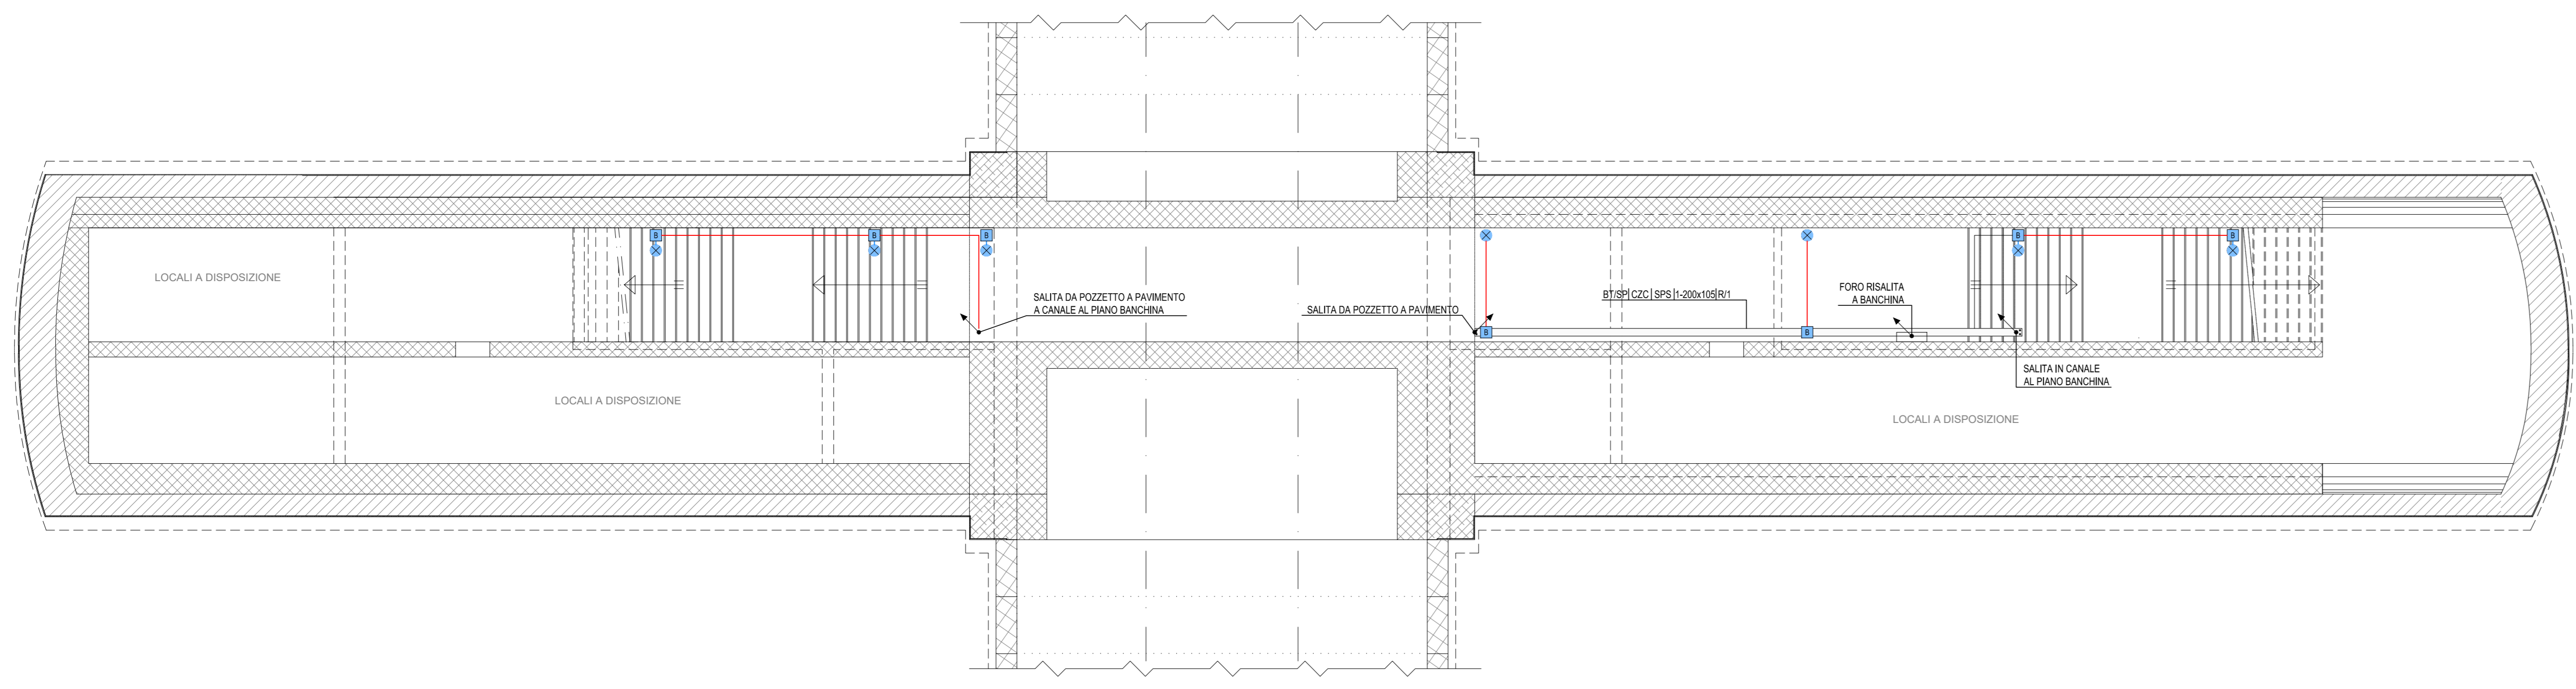 B
B
B
B
B
LOCALI A DISPOSIZIONE
SALITA DA POZZETTO A PAVIMENTO
A CANALE AL PIANO BANCHINA
SALITA DA POZZETTO A PAVIMENTO
BT/SP|CZC|SPS|1-200x105|R/1
FORO RISALITA
A BANCHINA
B
B
SALITA IN CANALE
AL PIANO BANCHINA
LOCALI A DISPOSIZIONE
LOCALI A DISPOSIZIONE